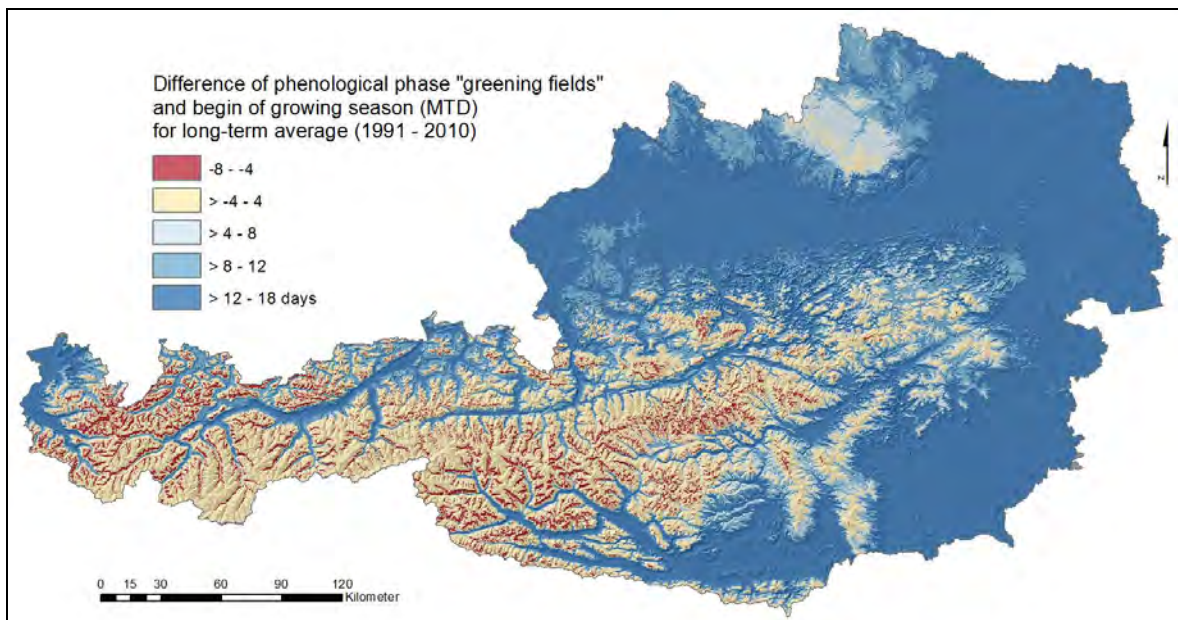 Difference of phenological phase "greening fields"
and begin of growing season (MTD)
for long-term average (1991 - 2010)
-8 - -4
> -4 - 4
> 4 - 8
> 8 - 12
> 12 - 18 days
N
0 15 30 60 90 120
Kilometer